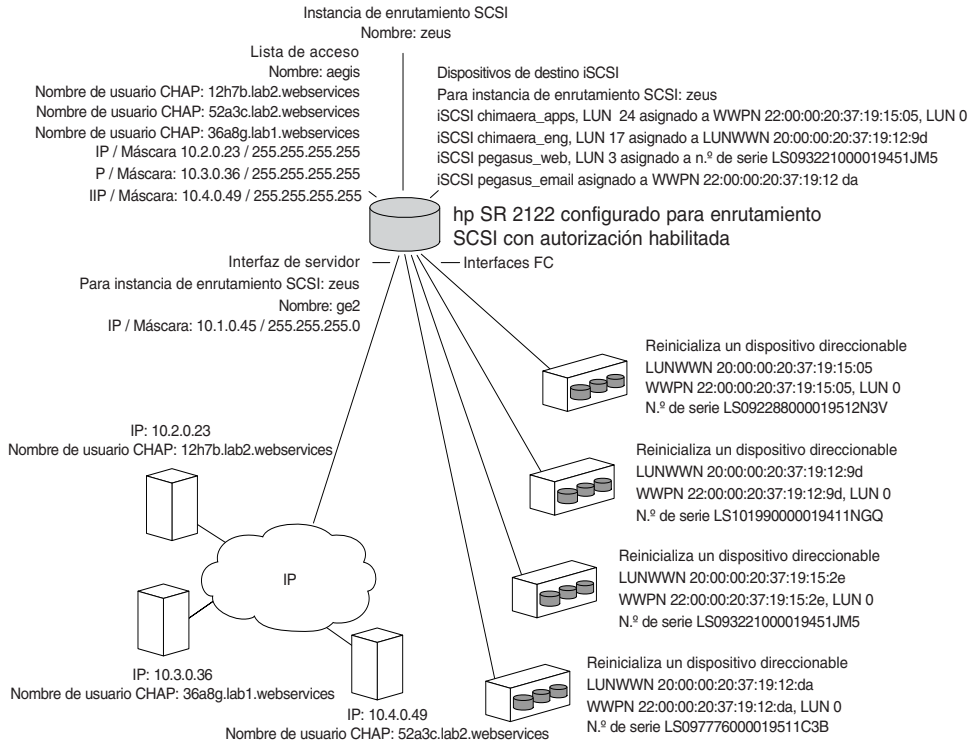 Instancia de enrutamiento SCSI
Nombre: zeus
Lista de acceso
Nombre: aegis
Nombre de usuario CHAP: 12h7b.lab2.webservices
Nombre de usuario CHAP: 52a3c.lab2.webservices
Nombre de usuario CHAP: 36a8g.lab1.webservices
IP / Máscara 10.2.0.23 / 255.255.255.255
P / Máscara: 10.3.0.36 / 255.255.255.255
IIP / Máscara: 10.4.0.49 / 255.255.255.255
Dispositivos de destino iSCSI
Para instancia de enrutamiento SCSI: zeus
iSCSI chimaera_apps, LUN 24 asignado a WWPN 22:00:00:20:37:19:15:05, LUN 0
iSCSI chimaera_eng, LUN 17 asignado a LUNWWN 20:00:00:20:37:19:12:9d
iSCSI pegasus_web, LUN 3 asignado a n.º de serie LS093221000019451JM5
iSCSI pegasus_email asignado a WWPN 22:00:00:20:37:19:12 da
hp SR 2122 configurado para enrutamiento
SCSI con autorización habilitada
Interfaz de servidor
Interfaces FC
Para instancia de enrutamiento SCSI: zeus
Nombre: ge2
IP / Máscara: 10.1.0.45 / 255.255.255.0
Reinicializa un dispositivo direccionable
LUNWWN 20:00:00:20:37:19:15:05
WWPN 22:00:00:20:37:19:15:05, LUN 0
N.º de serie LS092288000019512N3V
IP: 10.2.0.23
Nombre de usuario CHAP: 12h7b.lab2.webservices
Reinicializa un dispositivo direccionable
LUNWWN 20:00:00:20:37:19:12:9d
WWPN 22:00:00:20:37:19:12:9d, LUN 0
N.º de serie LS101990000019411NGQ
IP
Reinicializa un dispositivo direccionable
LUNWWN 20:00:00:20:37:19:15:2e
WWPN 22:00:00:20:37:19:15:2e, LUN 0
N.º de serie LS093221000019451JM5
IP: 10.3.0.36
Nombre de usuario CHAP: 36a8g.lab1.webservices
IP: 10.4.0.49
Nombre de usuario CHAP: 52a3c.lab2.webservices
Reinicializa un dispositivo direccionable
LUNWWN 20:00:00:20:37:19:12:da
WWPN 22:00:00:20:37:19:12:da, LUN 0
N.º de serie LS097776000019511C3B